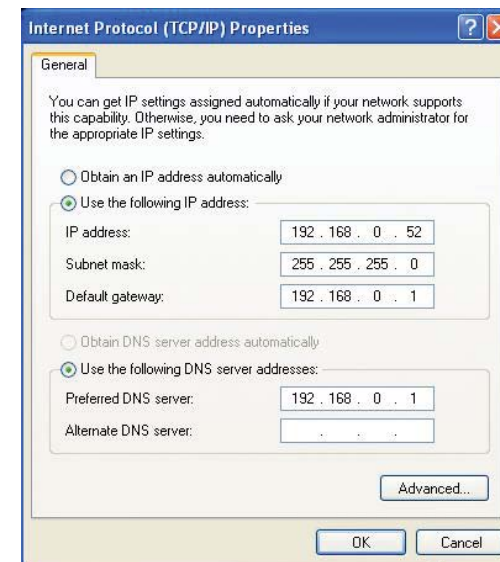 Internet Protocol (TCP/IP) Properties
General
You can get IP settings assigned automatically if your network supports
this capability. Otherwise, you need to ask your network administrator for
the appropriate IP settings.
Obtain an IP address automatically
Use the following IP address:
IP address: 192 . 168 . 0 . 52
Subnet mask: 255 . 255 . 255 . 0
Default gateway: 192 . 168 . 0 . 1
Obtain DNS server address automatically
Use the following DNS server addresses:
Preferred DNS server: 192 . 168 . 0 . 1
Alternate DNS server: . . .
Advanced...
OK Cancel